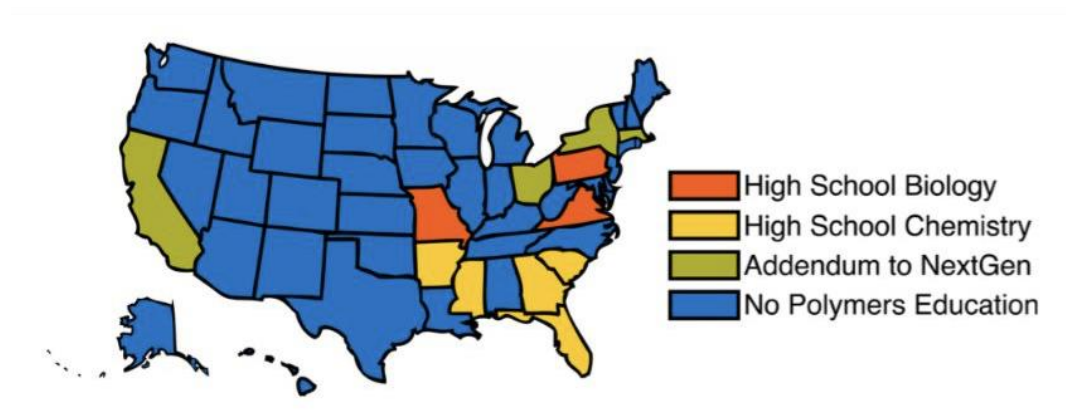 High School Biology
High School Chemistry
Addendum to NextGen
No Polymers Education